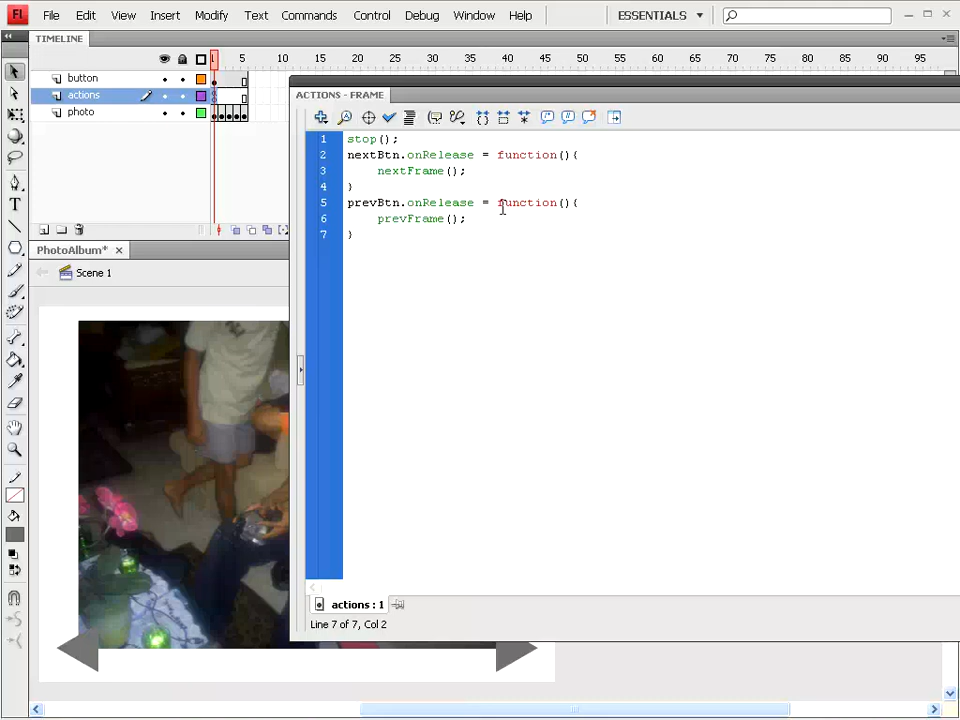 Fl File Edit View Insert Modify Text Commands Control Debug Window Help ESSENTIALS
TIMELINE
1 5 10 15 20 25 30 35 40 45 50 55 60 65 70 75 80 85 90 95
button
actions
photo
ACTIONS - FRAME
1 stop();
2 nextBtn.onRelease = function(){
3 nextFrame();
4 }
5 prevBtn.onRelease = function(){
6 prevFrame();
7 }
PhotoAlbum*
Scene 1
actions : 1
Line 7 of 7, Col 2